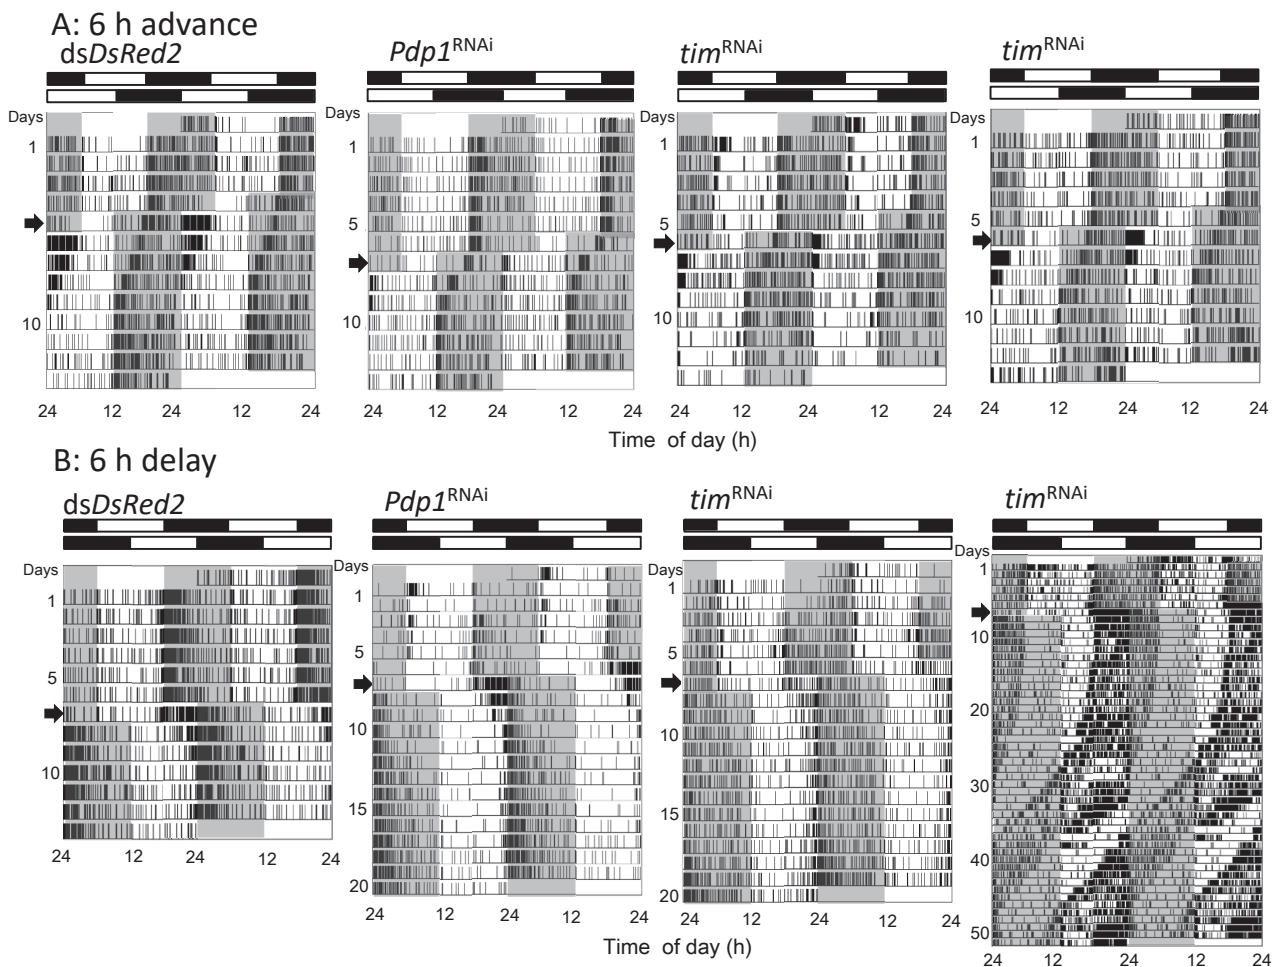 A: 6 h advance
dsDsRed2 Pdp1RNAi timRNAi timRNAi
Days Days Days Days
1 1 1 1
5 5 5
10 10 10 10
24 12 24 12 24 24 12 24 12 24 24 12 24 12 24 24 12 24 12 24
Time of day (h)
B: 6 h delay
dsDsRed2 Pdp1RNAi timRNAi timRNAi
Days Days Days Days
1 1 1 1
5 5 5 10
10 10 10 20
15 15 30
40
20 20 50
24 12 24 12 24 24 12 24 12 24 24 12 24 12 24 24 12 24 12 24
Time of day (h)